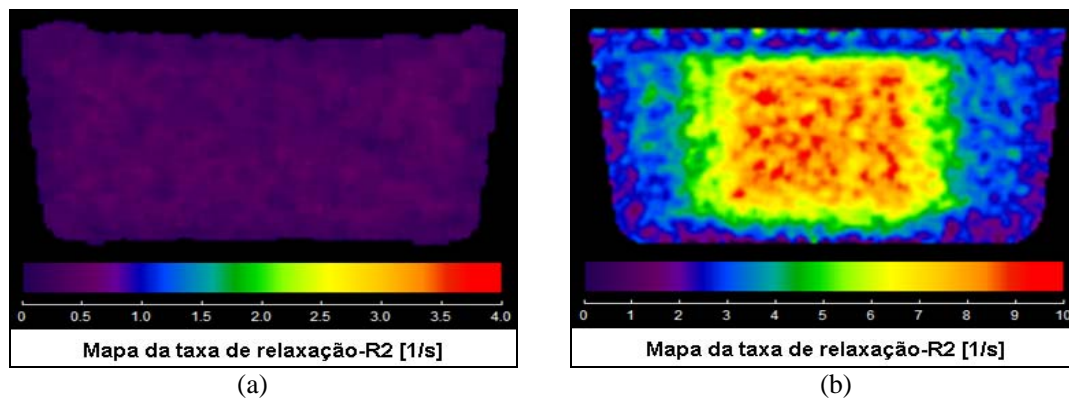 0 0.5 1.0 1.5 2.0 2.5 3.0 3.5 4.0
Mapa da taxa de relaxação-R2 [1/s]
(a)
0 1 2 3 4 5 6 7 8 9 10
Mapa da taxa de relaxação-R2 [1/s]
(b)